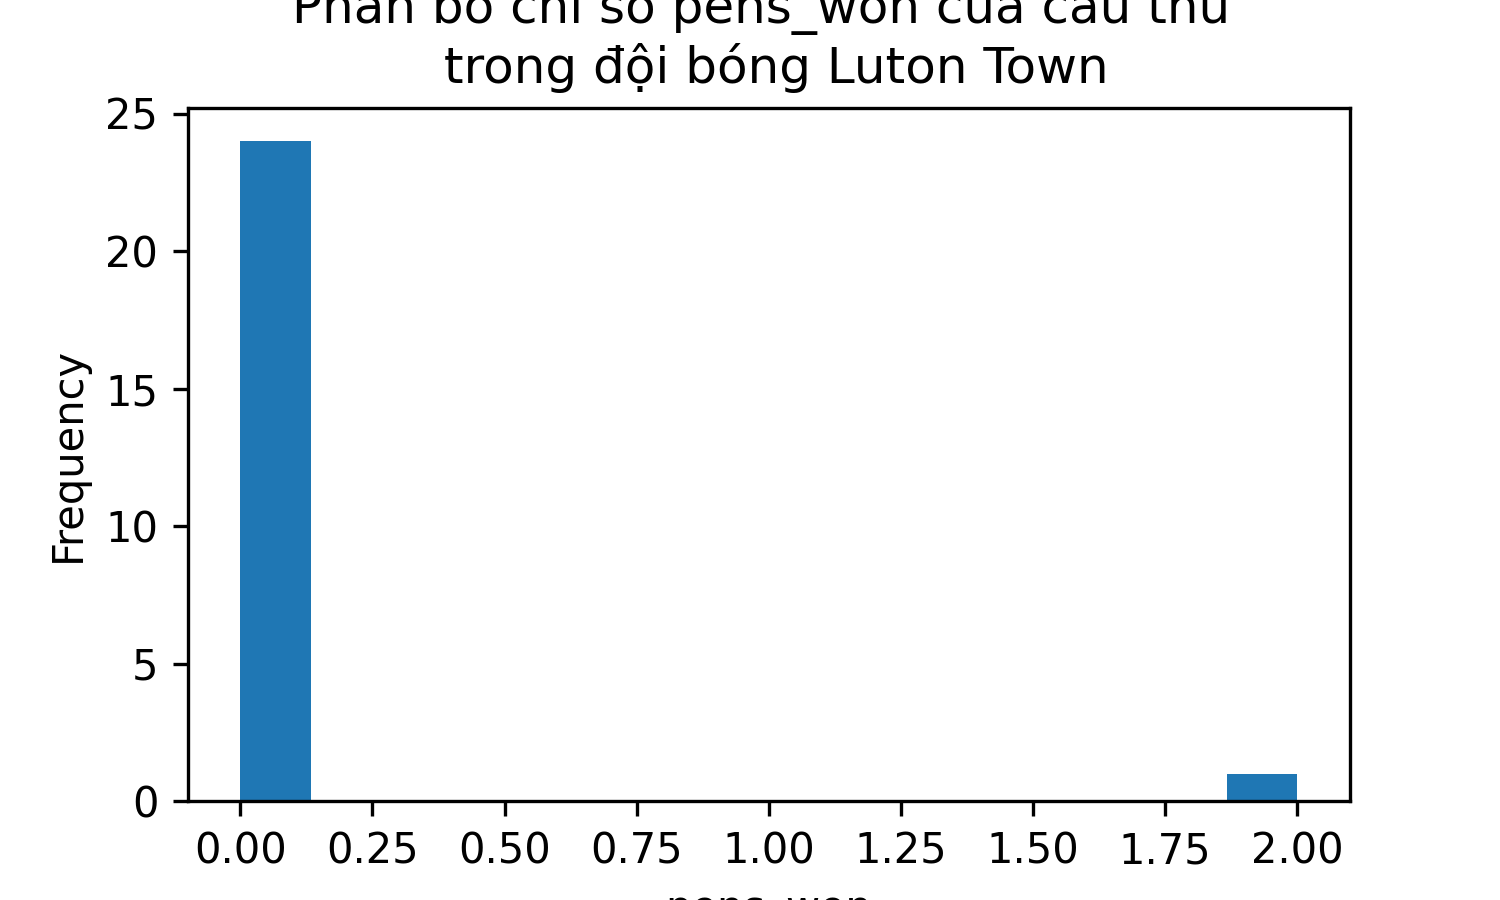 Phân bố chỉ số pens_won của cầu thủ
trong đội bóng Luton Town
25
20
15
10
5
0
Frequency
0.00 0.25 0.50 0.75 1.00 1.25 1.50 1.75 2.00
pens_won